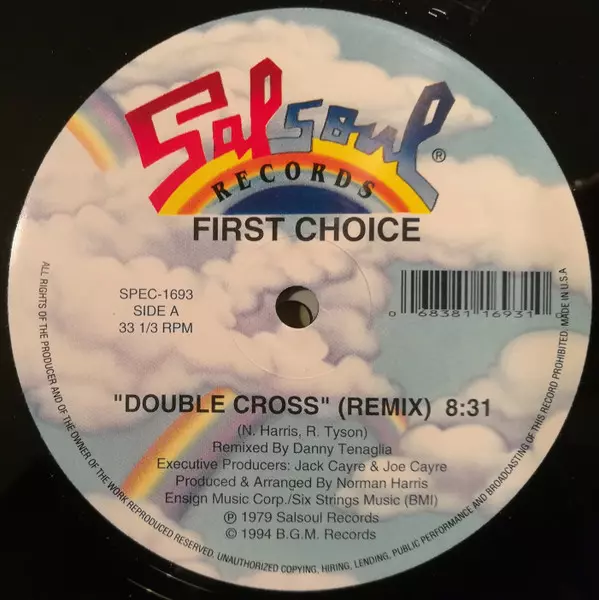 Salsoul®
RECORDS
FIRST CHOICE
SPEC-1693
SIDE A
33 1/3 RPM
0 68381 16931 0
"DOUBLE CROSS" (REMIX) 8:31
(N. Harris, R. Tyson)
Remixed By Danny Tenaglia
Executive Producers: Jack Cayre & Joe Cayre
Produced & Arranged By Norman Harris
Ensign Music Corp./Six Strings Music (BMI)
℗ 1979 Salsoul Records
© 1994 B.G.M. Records
ALL RIGHTS OF THE PRODUCER AND OF THE OWNER OF THE WORK REPRODUCED RESERVED. UNAUTHORIZED COPYING, HIRING, LENDING, PUBLIC PERFORMANCE AND BROADCASTING OF THIS RECORD PROHIBITED. MADE IN U.S.A